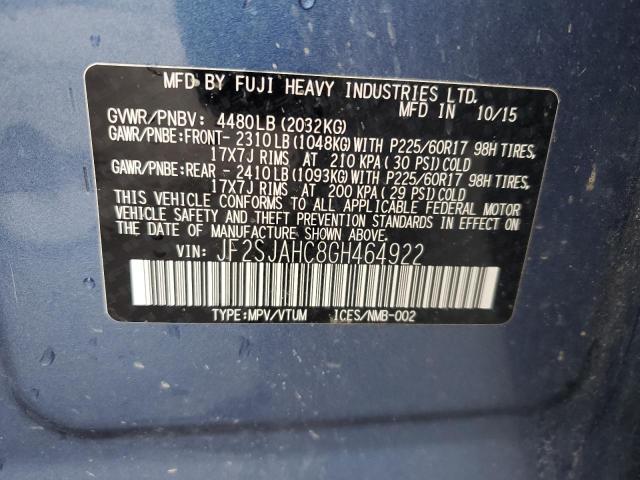 MFD BY FUJI HEAVY INDUSTRIES LTD.
MFD IN 10/15
GVWR/PNBV: 4480LB (2032KG)
GAWR/PNBE:FRONT- 2310LB (1048KG)WITH P225/60R17 98H TIRES,
17X7J RIMS AT 210 KPA (30 PSI)COLD
GAWR/PNBE:REAR - 2410LB (1093KG)WITH P225/60R17 98H TIRES,
17X7J RIMS AT 200 KPA (29 PSI)COLD
THIS VEHICLE CONFORMS TO ALL APPLICABLE FEDERAL MOTOR
VEHICLE SAFETY AND THEFT PREVENTION STANDARDS IN EFFECT ON
THE DATE OF MANUFACTURE SHOWN ABOVE.
VIN: JF2SJAHC8GH464922
TYPE:MPV/VTUM ICES/NMB-002